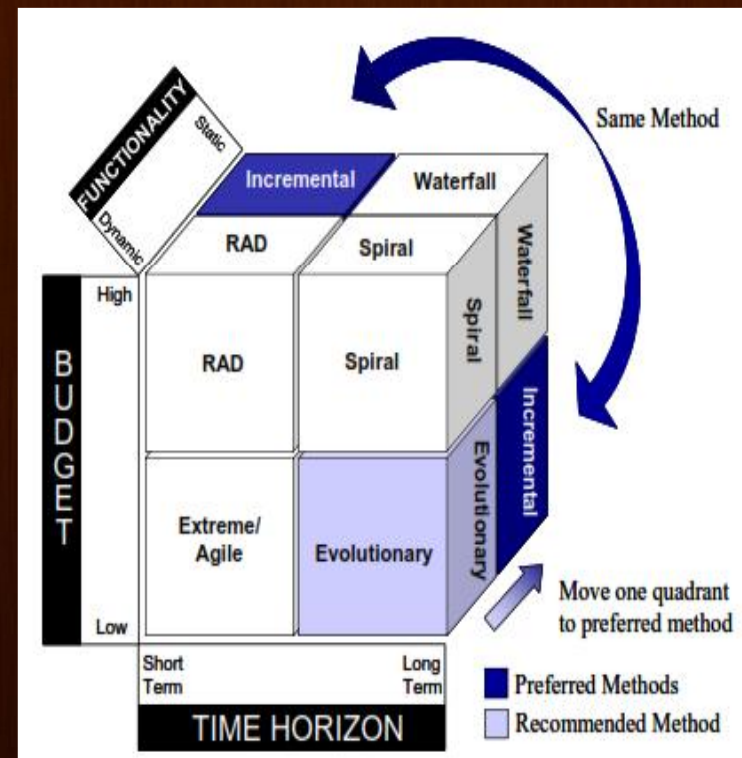 FUNCTIONALITY
Static
Dynamic
Same Method
Incremental
Waterfall
RAD
Spiral
Waterfall
Spiral
High
RAD
Spiral
BUDGET
Incremental
Evolutionary
Extreme/
Agile
Evolutionary
Low
Move one quadrant
to preferred method
Short
Term
Long
Term
Preferred Methods
Recommended Method
TIME HORIZON